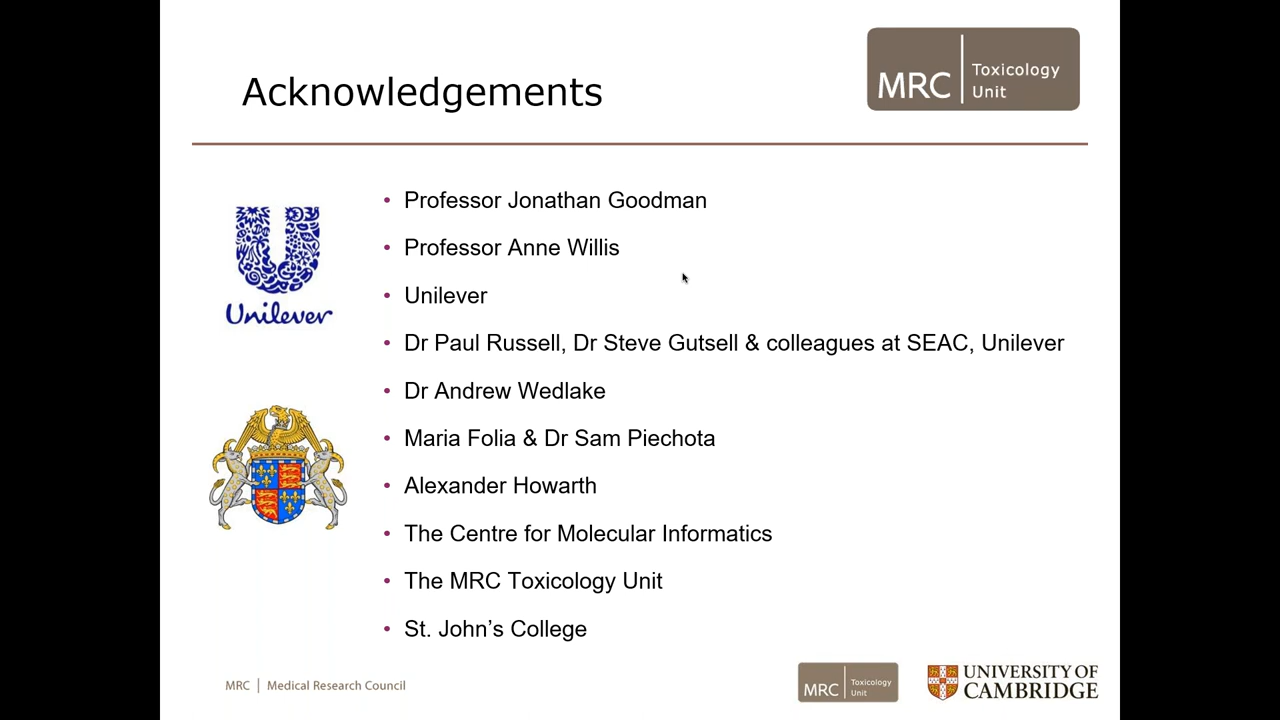 Acknowledgements
MRC Toxicology Unit
Professor Jonathan Goodman
Professor Anne Willis
Unilever
Unilever
Dr Paul Russell, Dr Steve Gutsell & colleagues at SEAC, Unilever
Dr Andrew Wedlake
Maria Folia & Dr Sam Piechota
Alexander Howarth
The Centre for Molecular Informatics
The MRC Toxicology Unit
St. John’s College
MRC | Medical Research Council
MRC Toxicology Unit
UNIVERSITY OF
CAMBRIDGE